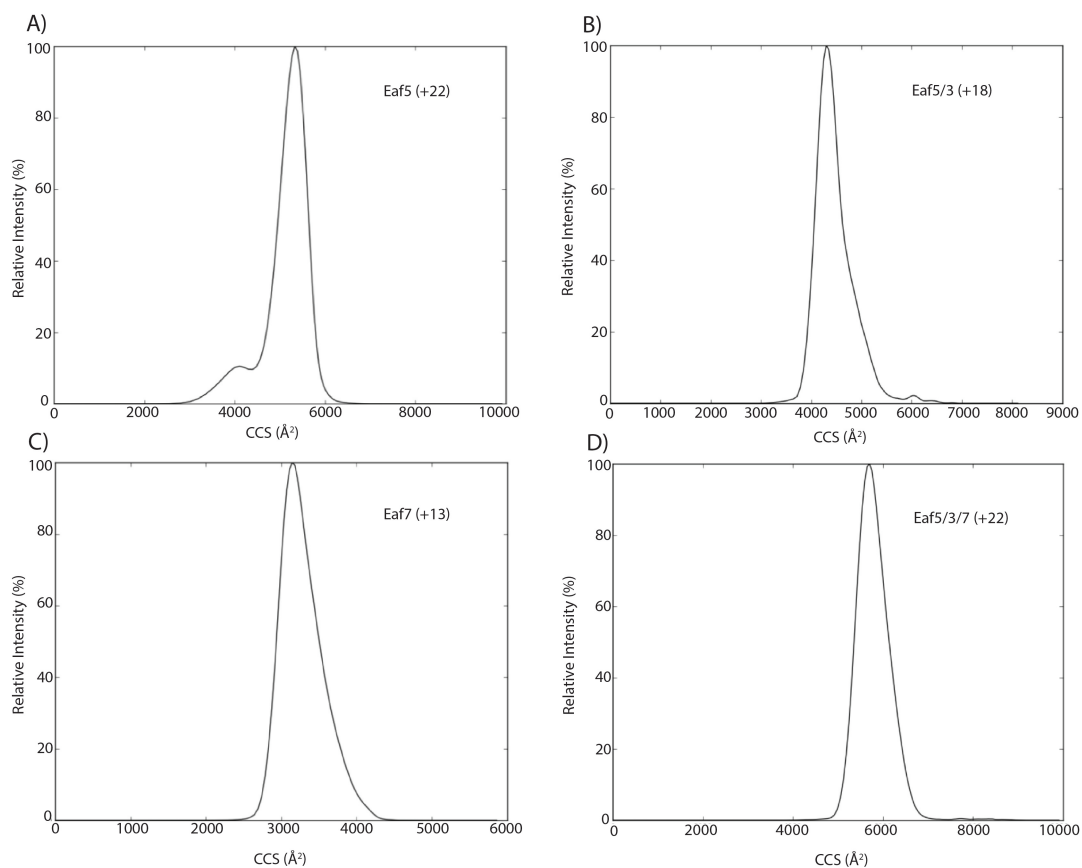 A)
100
80
60
40
20
0
Relative Intensity (%)
Eaf5 (+22)
0 2000 4000 6000 8000 10000
CCS (Å²)
B)
100
80
60
40
20
0
Relative Intensity (%)
Eaf5/3 (+18)
0 1000 2000 3000 4000 5000 6000 7000 8000 9000
CCS (Å²)
C)
100
80
60
40
20
0
Relative Intensity (%)
Eaf7 (+13)
0 1000 2000 3000 4000 5000 6000
CCS (Å²)
D)
100
80
60
40
20
0
Relative Intensity (%)
Eaf5/3/7 (+22)
0 2000 4000 6000 8000 10000
CCS (Å²)